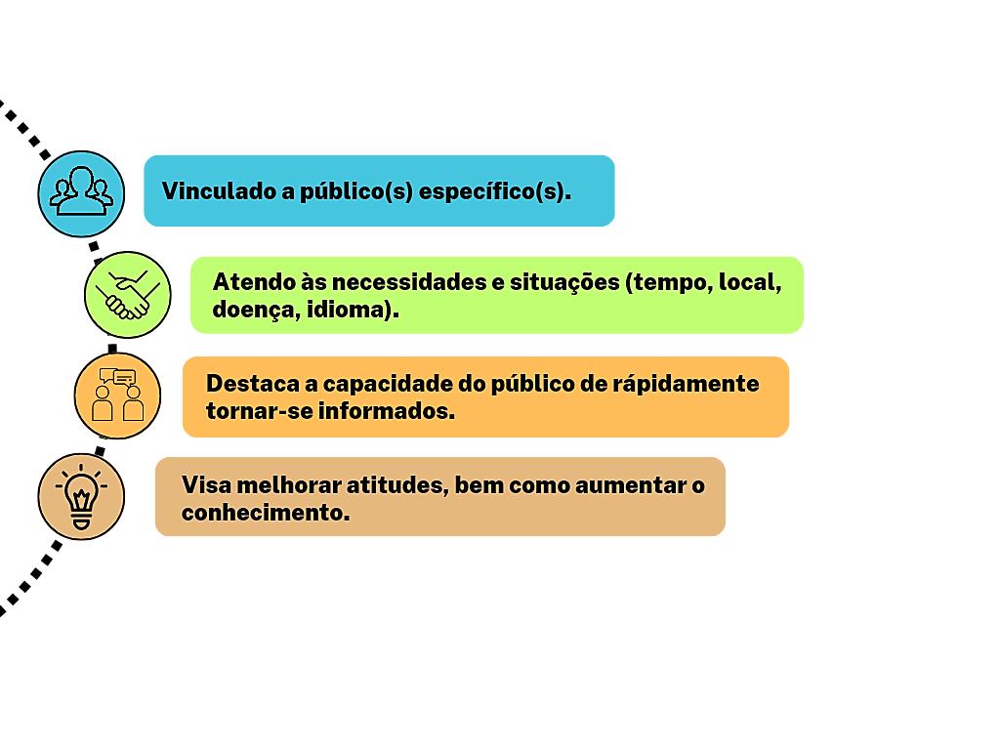 Vinculado a público(s) específico(s).
Atendo às necessidades e situações (tempo, local,
doença, idioma).
Destaca a capacidade do público de rápidamente
tornar-se informados.
Visa melhorar atitudes, bem como aumentar o
conhecimento.